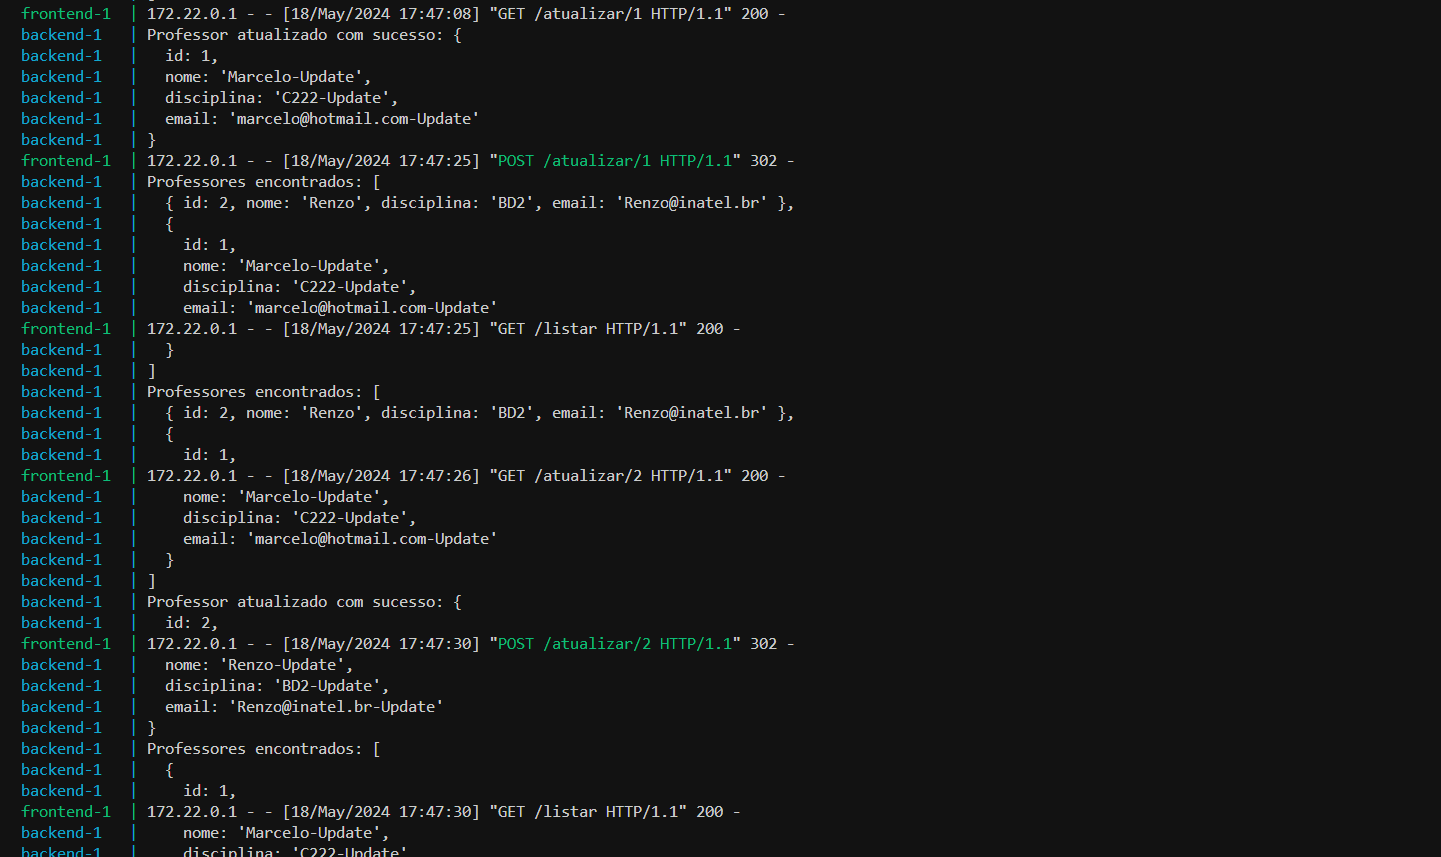 frontend-1  | 172.22.0.1 - - [18/May/2024 17:47:08] "GET /atualizar/1 HTTP/1.1" 200 -
backend-1   | Professor atualizado com sucesso: {
backend-1   |   id: 1,
backend-1   |   nome: 'Marcelo-Update',
backend-1   |   disciplina: 'C222-Update',
backend-1   |   email: 'marcelo@hotmail.com-Update'
backend-1   | }
frontend-1  | 172.22.0.1 - - [18/May/2024 17:47:25] "POST /atualizar/1 HTTP/1.1" 302 -
backend-1   | Professores encontrados: [
backend-1   |   { id: 2, nome: 'Renzo', disciplina: 'BD2', email: 'Renzo@inatel.br' },
backend-1   |   {
backend-1   |     id: 1,
backend-1   |     nome: 'Marcelo-Update',
backend-1   |     disciplina: 'C222-Update',
backend-1   |     email: 'marcelo@hotmail.com-Update'
frontend-1  | 172.22.0.1 - - [18/May/2024 17:47:25] "GET /listar HTTP/1.1" 200 -
backend-1   |   }
backend-1   | ]
backend-1   | Professores encontrados: [
backend-1   |   { id: 2, nome: 'Renzo', disciplina: 'BD2', email: 'Renzo@inatel.br' },
backend-1   |   {
backend-1   |     id: 1,
frontend-1  | 172.22.0.1 - - [18/May/2024 17:47:26] "GET /atualizar/2 HTTP/1.1" 200 -
backend-1   |     nome: 'Marcelo-Update',
backend-1   |     disciplina: 'C222-Update',
backend-1   |     email: 'marcelo@hotmail.com-Update'
backend-1   |   }
backend-1   | ]
backend-1   | Professor atualizado com sucesso: {
backend-1   |   id: 2,
frontend-1  | 172.22.0.1 - - [18/May/2024 17:47:30] "POST /atualizar/2 HTTP/1.1" 302 -
backend-1   |   nome: 'Renzo-Update',
backend-1   |   disciplina: 'BD2-Update',
backend-1   |   email: 'Renzo@inatel.br-Update'
backend-1   | }
backend-1   | Professores encontrados: [
backend-1   |   {
backend-1   |     id: 1,
frontend-1  | 172.22.0.1 - - [18/May/2024 17:47:30] "GET /listar HTTP/1.1" 200 -
backend-1   |     nome: 'Marcelo-Update',
backend-1   |     disciplina: 'C222-Update'